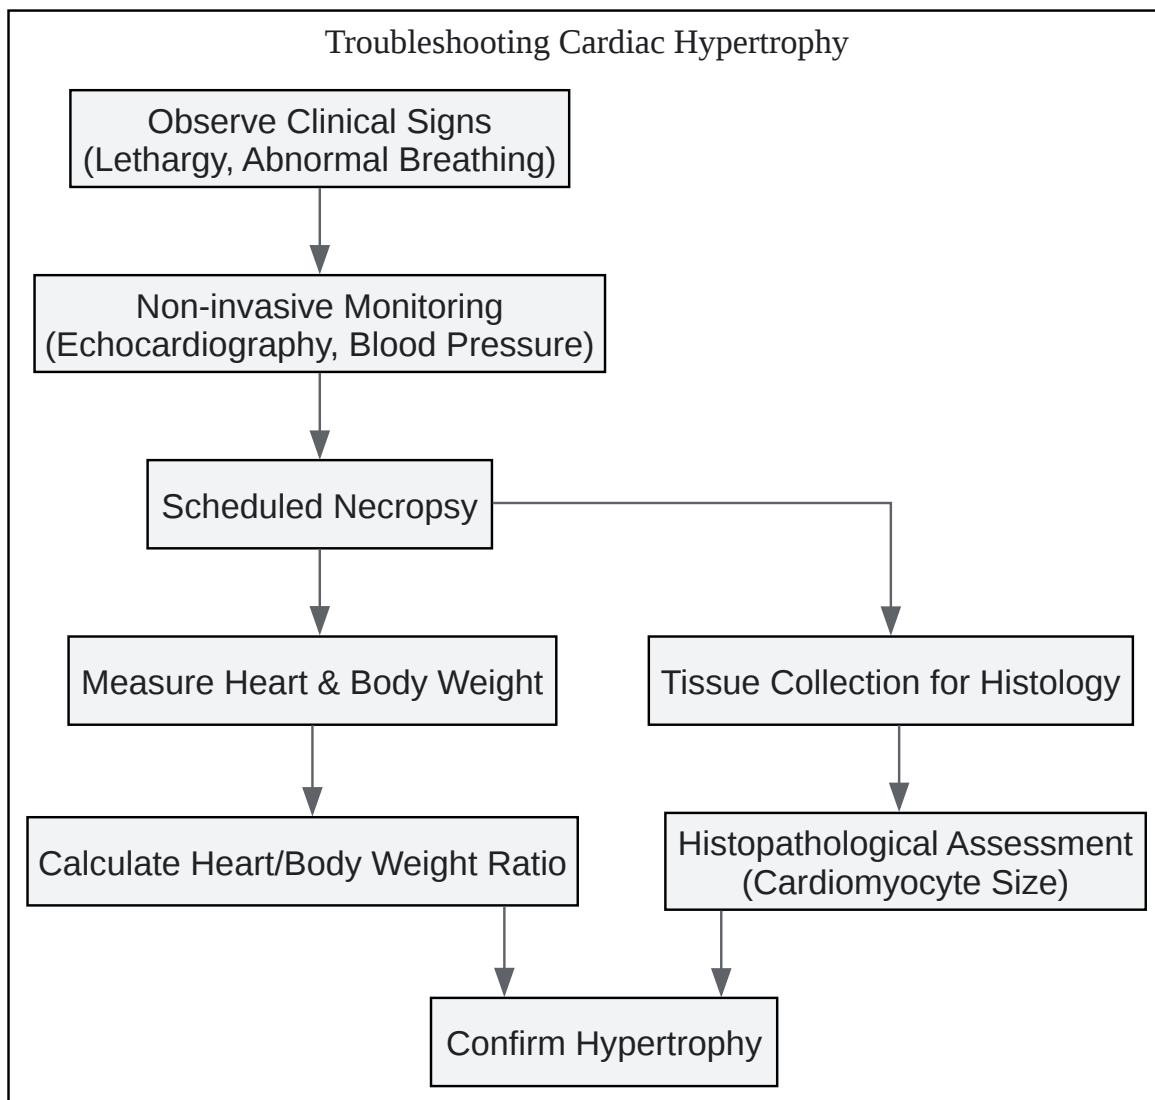 Troubleshooting Cardiac Hypertrophy
Observe Clinical Signs
(Lethargy, Abnormal Breathing)
Non-invasive Monitoring
(Echocardiography, Blood Pressure)
Scheduled Necropsy
Measure Heart & Body Weight
Tissue Collection for Histology
Calculate Heart/Body Weight Ratio
Histopathological Assessment
(Cardiomyocyte Size)
Confirm Hypertrophy